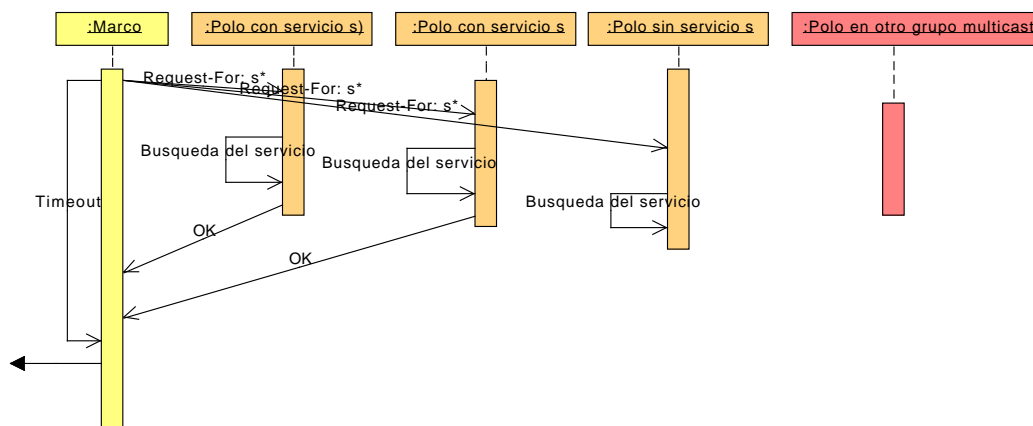 :Marco
:Polo con servicio s)
:Polo con servicio s
:Polo sin servicio s
:Polo en otro grupo multicast
Request-For: s*
Request-For: s*
Request-For: s*
Busqueda del servicio
Busqueda del servicio
Timeout
Busqueda del servicio
OK
OK